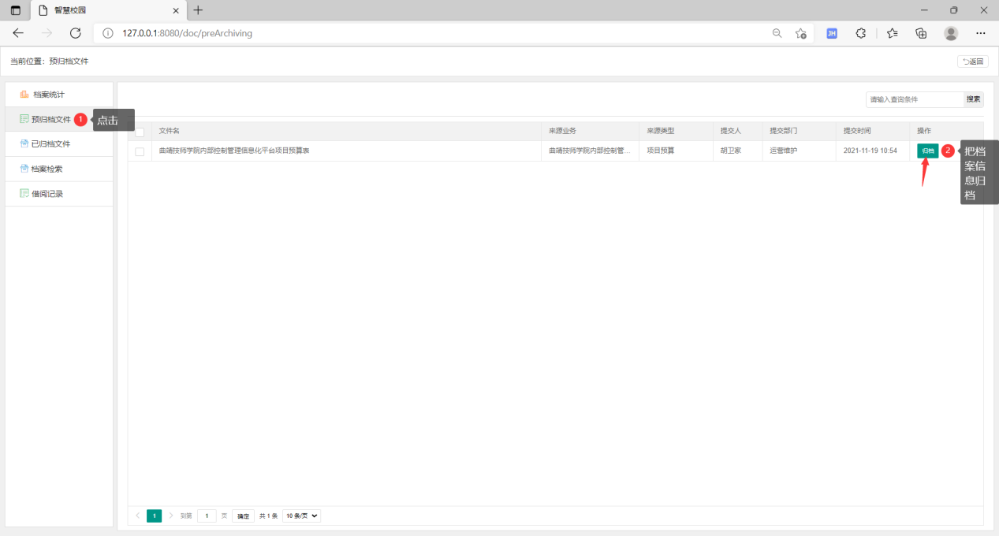 智慧校园
127.0.0.1:8080/doc/preArchiving
JH
当前位置：预归档文件
返回
档案统计
预归档文件 1 点击
已归档文件
档案检索
借阅记录
请输入查询条件 搜索
文件名 来源业务 来源类型 提交人 提交部门 提交时间 操作
曲靖技师学院内部控制管理信息化平台项目预算表 曲靖技师学院内部控制管... 项目预算 胡卫家 运营维护 2021-11-19 10:54 归档 2
把档
案信
息归
档
1 到第 1 页 确定 共 1 条 10 条/页